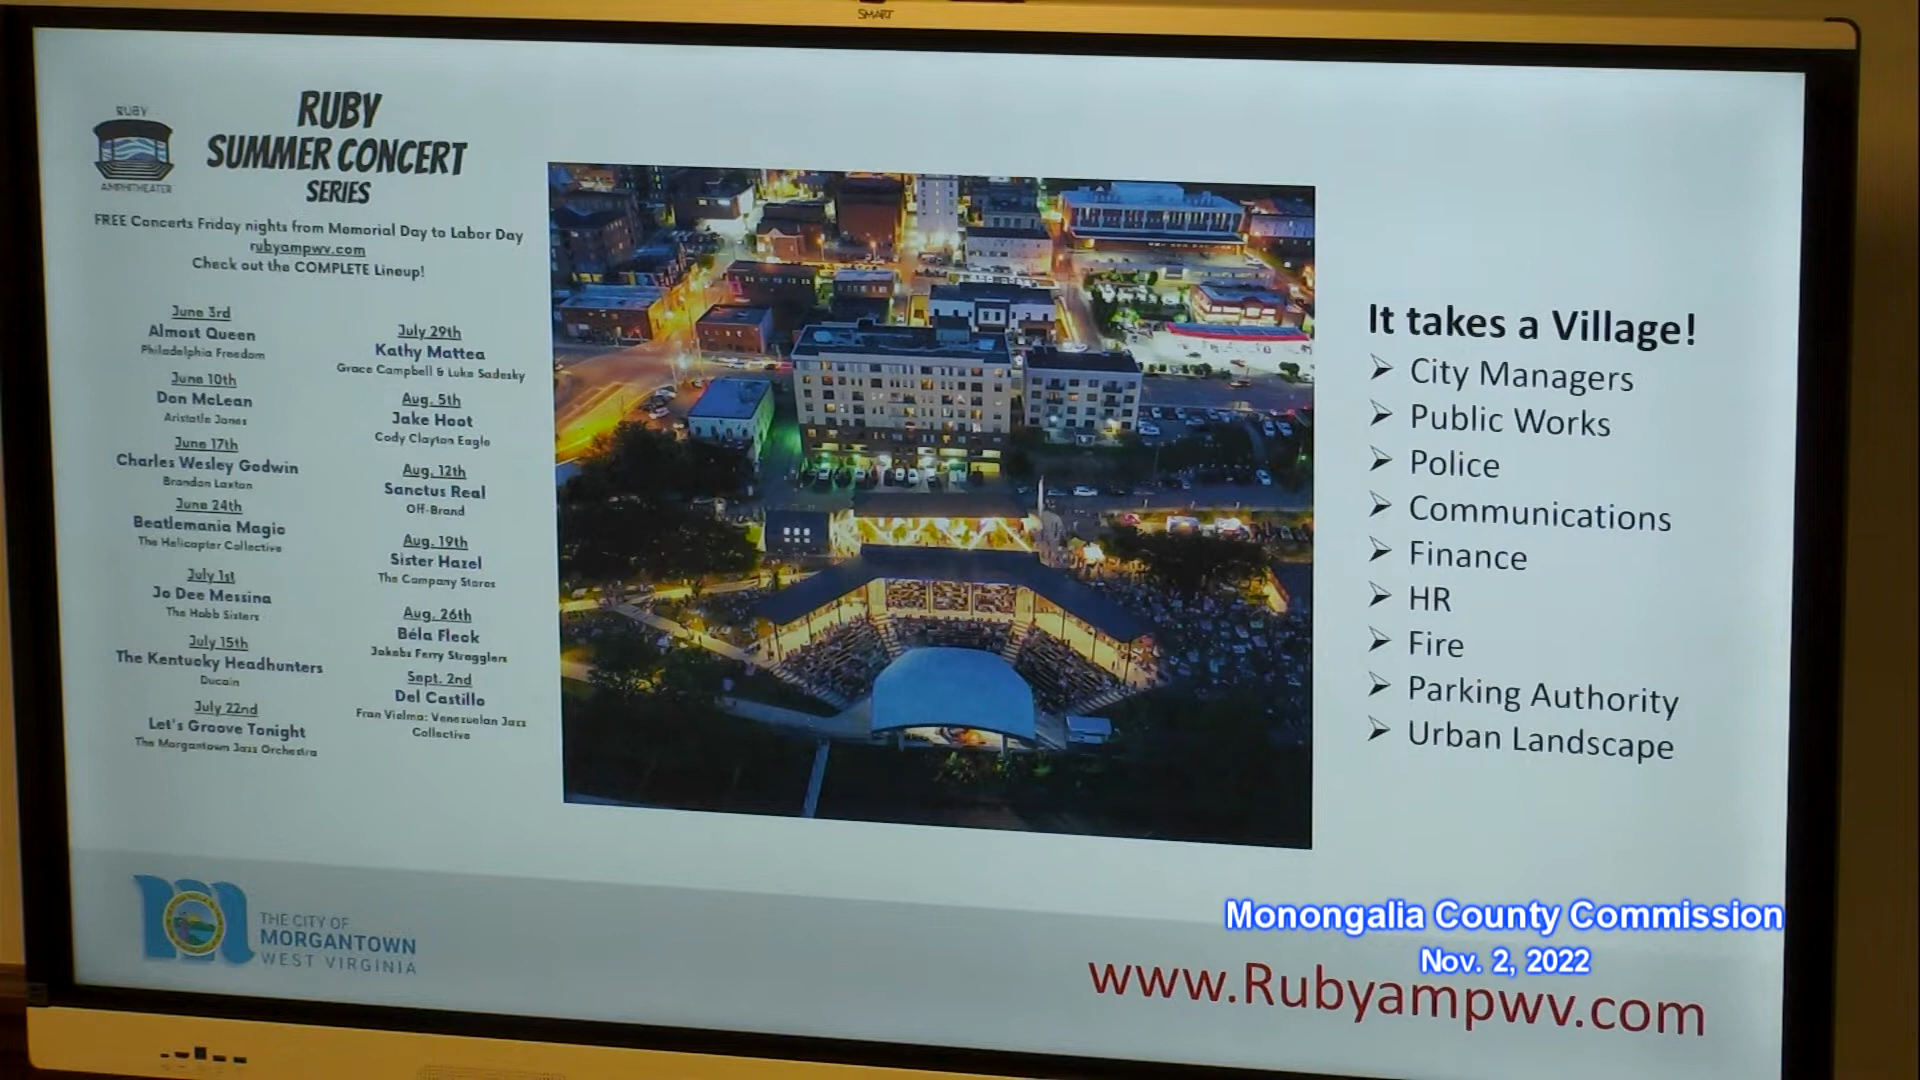 SMART
RUBY
AMPHITHEATER
RUBY
SUMMER CONCERT
SERIES
FREE Concerts Friday nights from Memorial Day to Labor Day
rubyampwv.com
Check out the COMPLETE Lineup!
June 3rd
Almost Queen
Philadelphia Freedom
June 10th
Don McLean
Aristotle Jones
June 17th
Charles Wesley Godwin
Brandon Laxton
June 24th
Beatlemania Magic
The Helicopter Collective
July 1st
Jo Dee Messina
The Hobb Sisters
July 15th
The Kentucky Headhunters
Ducain
July 22nd
Let's Groove Tonight
The Morgantown Jazz Orchestra
July 29th
Kathy Mattea
Grace Campbell & Luke Sadesky
Aug. 5th
Jake Hoot
Cody Clayton Eagle
Aug. 12th
Sanctus Real
Off-Brand
Aug. 19th
Sister Hazel
The Company Stores
Aug. 26th
Béla Fleck
Jakobs Ferry Stragglers
Sept. 2nd
Del Castillo
Fran Vielma: Venezuelan Jazz
Collective
It takes a Village!
City Managers
Public Works
Police
Communications
Finance
HR
Fire
Parking Authority
Urban Landscape
THE CITY OF
MORGANTOWN
WEST VIRGINIA
Monongalia County Commission
Nov. 2, 2022
www.Rubyampwv.com